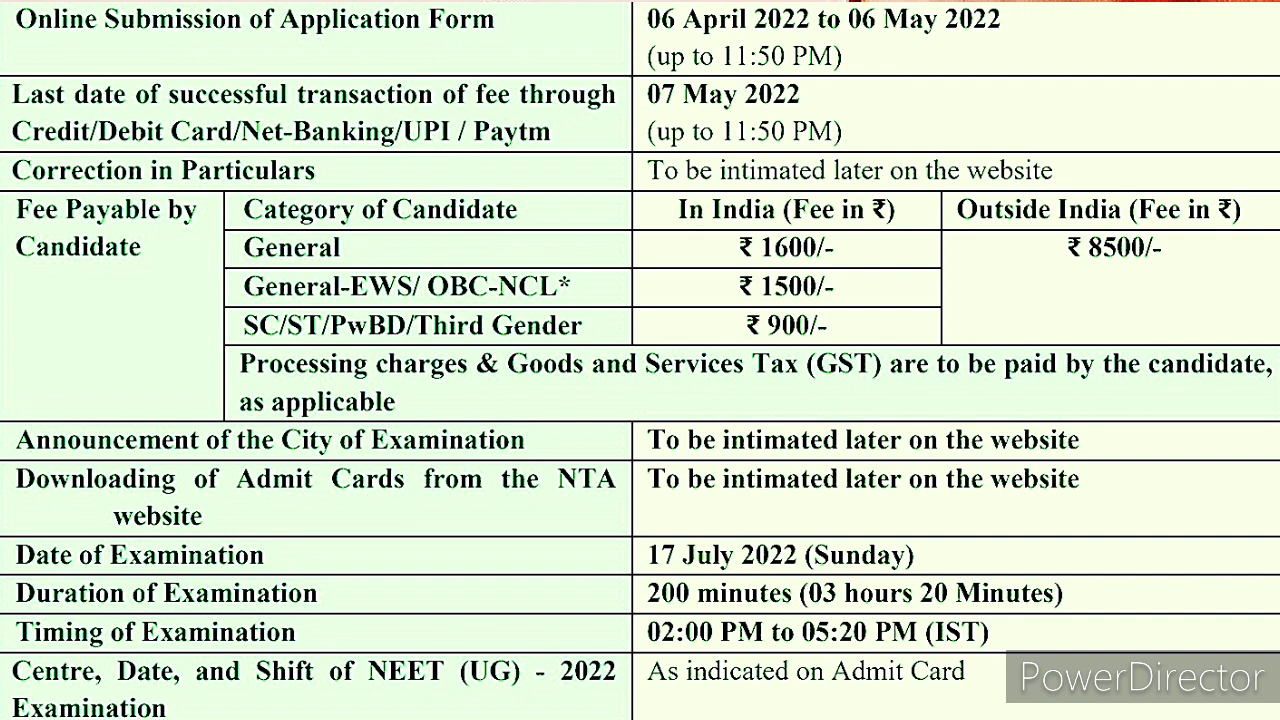 Online Submission of Application Form
06 April 2022 to 06 May 2022
(up to 11:50 PM)
Last date of successful transaction of fee through
Credit/Debit Card/Net-Banking/UPI / Paytm
07 May 2022
(up to 11:50 PM)
Correction in Particulars
To be intimated later on the website
Fee Payable by
Candidate
Category of Candidate
In India (Fee in ₹)
Outside India (Fee in ₹)
General
₹ 1600/-
₹ 8500/-
General-EWS/ OBC-NCL*
₹ 1500/-
SC/ST/PwBD/Third Gender
₹ 900/-
Processing charges & Goods and Services Tax (GST) are to be paid by the candidate,
as applicable
Announcement of the City of Examination
To be intimated later on the website
Downloading of Admit Cards from the NTA
website
To be intimated later on the website
Date of Examination
17 July 2022 (Sunday)
Duration of Examination
200 minutes (03 hours 20 Minutes)
Timing of Examination
02:00 PM to 05:20 PM (IST)
Centre, Date, and Shift of NEET (UG) - 2022
Examination
As indicated on Admit Card
PowerDirector